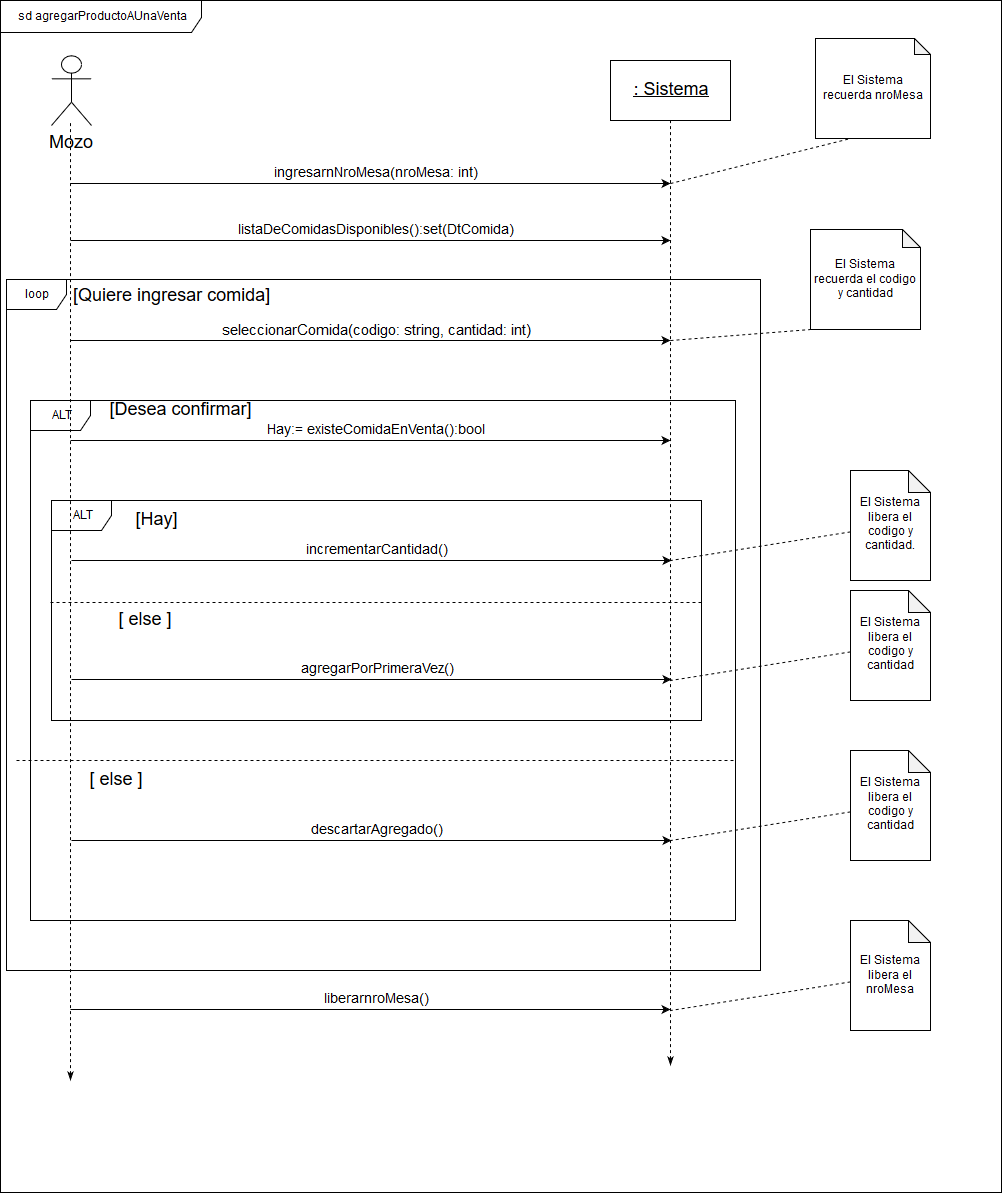 sd agregarProductoAUnaVenta
Mozo
: Sistema
El Sistema
recuerda nroMesa
ingresarnNroMesa(nroMesa: int)
listaDeComidasDisponibles():set(DtComida)
El Sistema
recuerda el codigo
y cantidad
loop
[Quiere ingresar comida]
seleccionarComida(codigo: string, cantidad: int)
ALT
[Desea confirmar]
Hay:= existeComidaEnVenta():bool
ALT
[Hay]
El Sistema
libera el
codigo y
cantidad.
incrementarCantidad()
[ else ]
El Sistema
libera el
codigo y
cantidad
agregarPorPrimeraVez()
[ else ]
El Sistema
libera el
codigo y
cantidad
descartarAgregado()
El Sistema
libera el
nroMesa
liberarnroMesa()